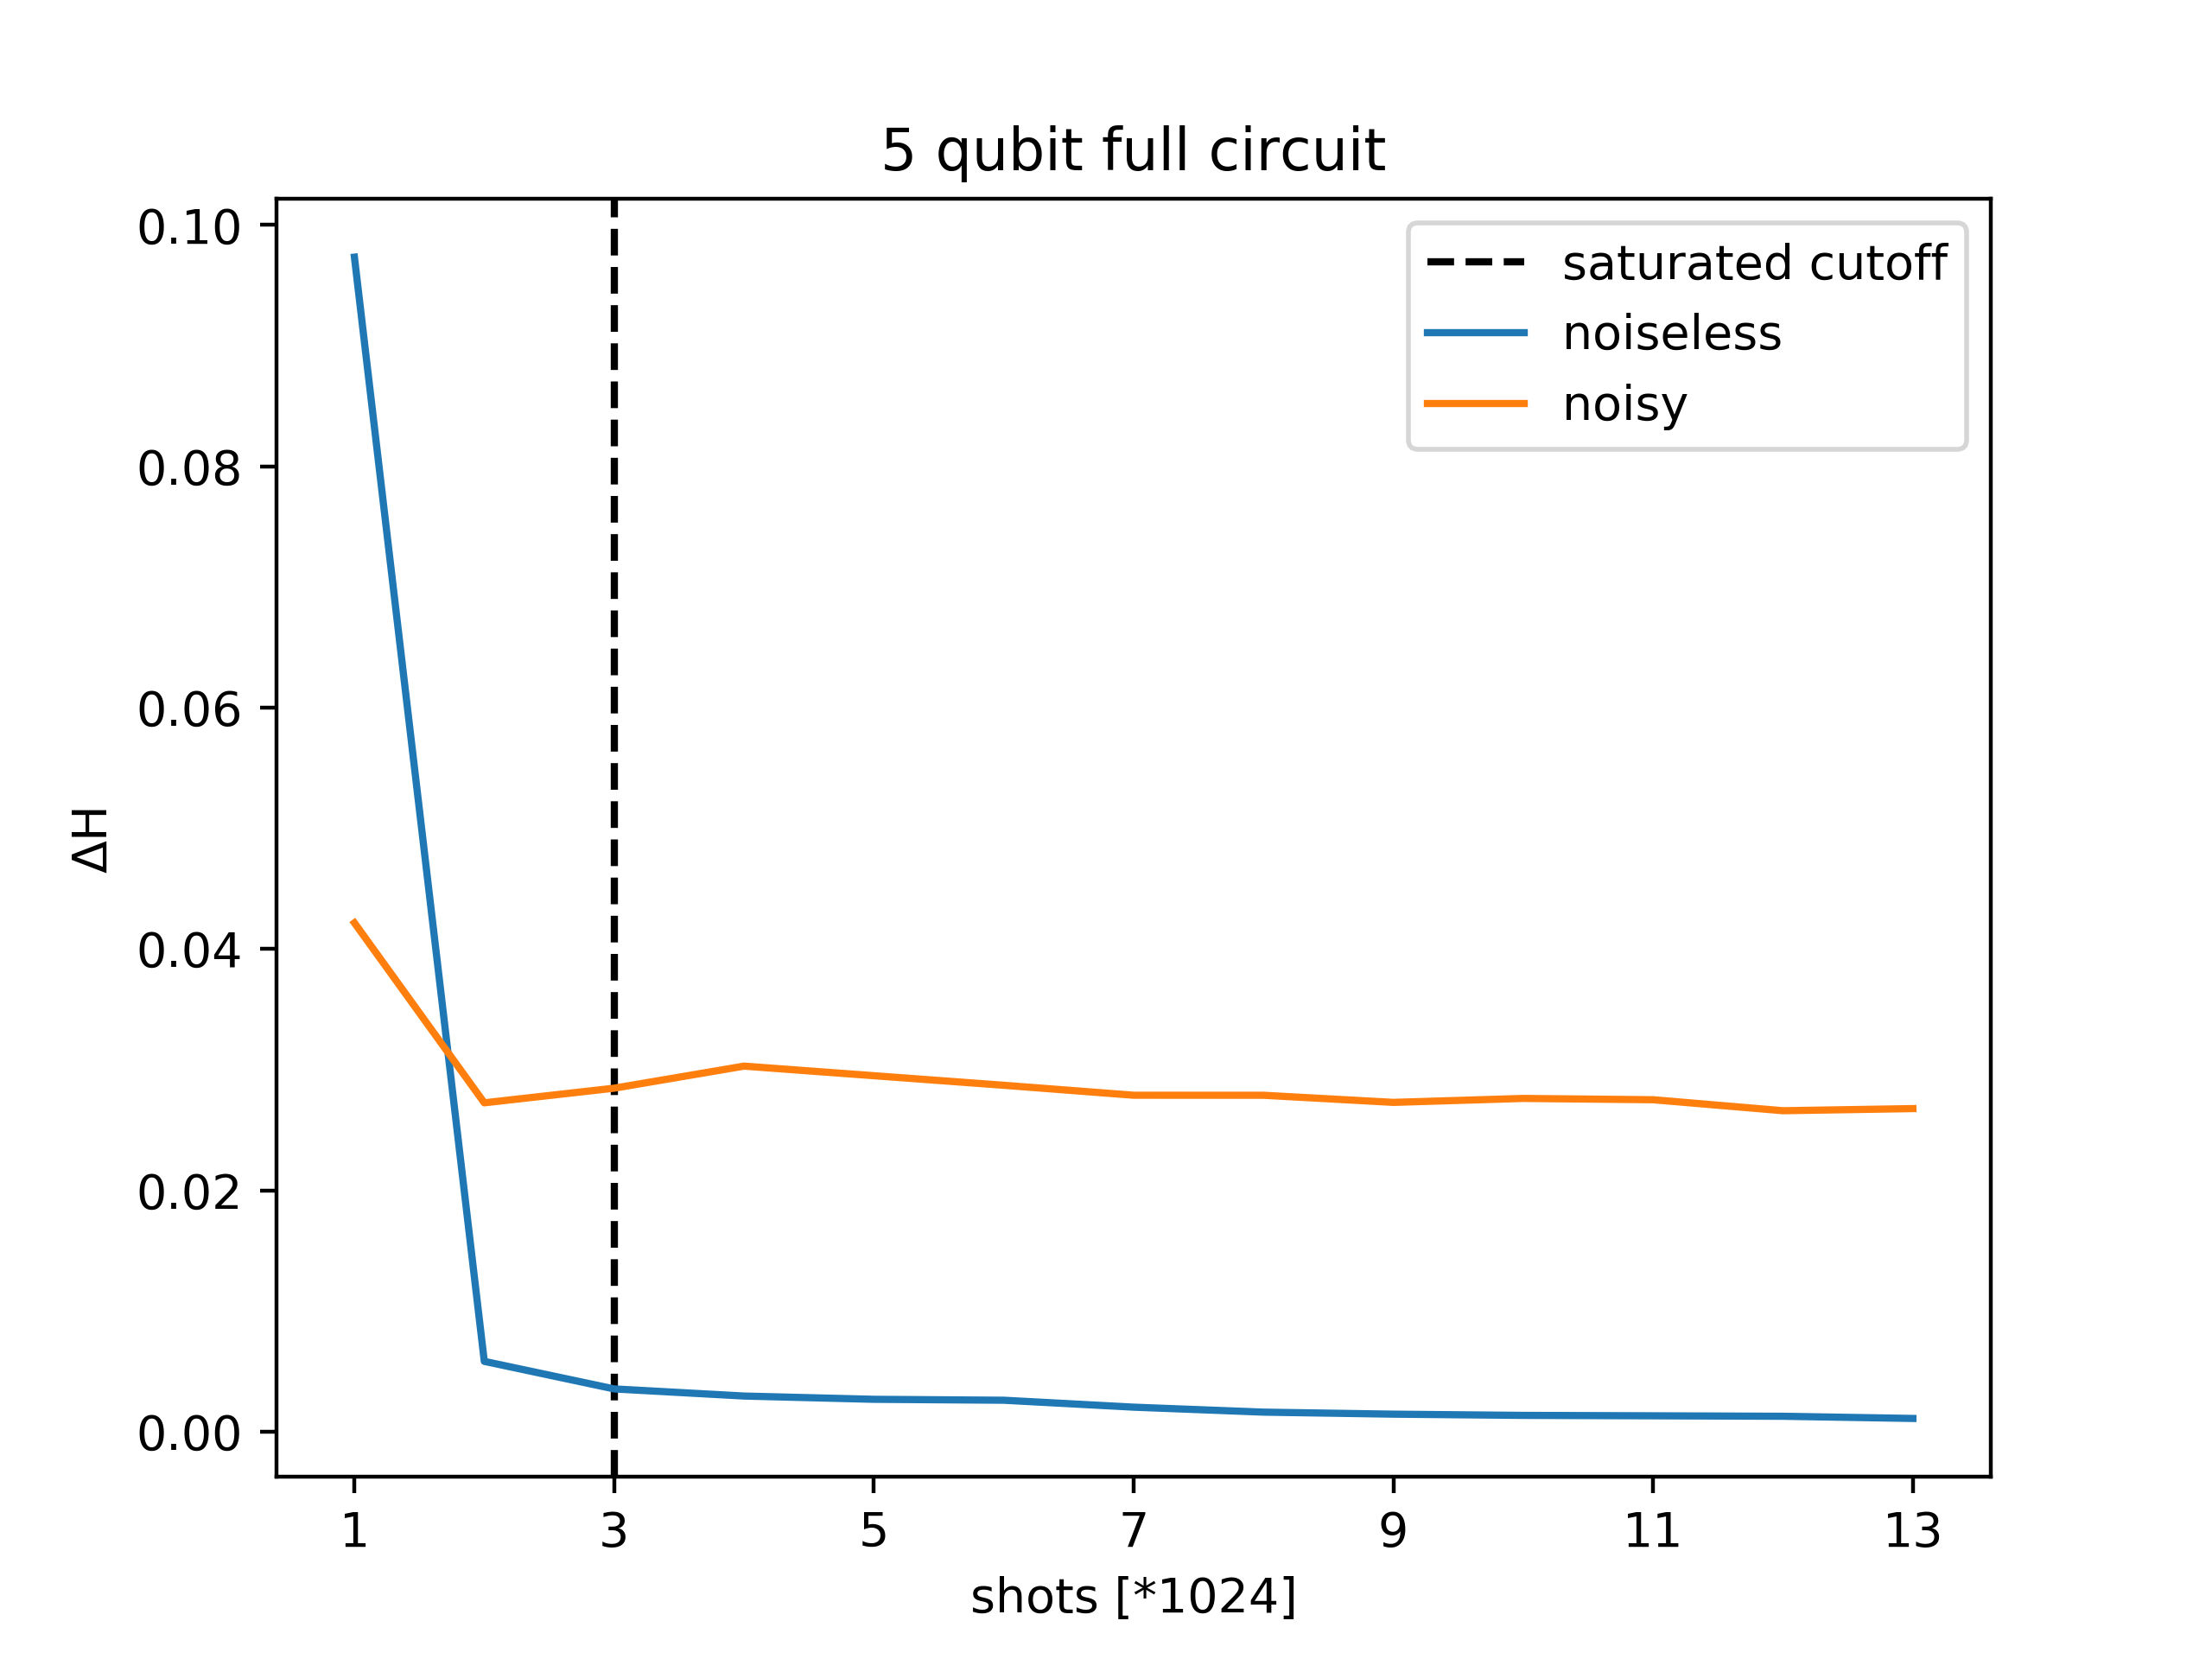 5 qubit full circuit
saturated cutoff
noiseless
noisy
0.10
0.08
0.06
0.04
0.02
0.00
ΔH
1 3 5 7 9 11 13
shots [*1024]